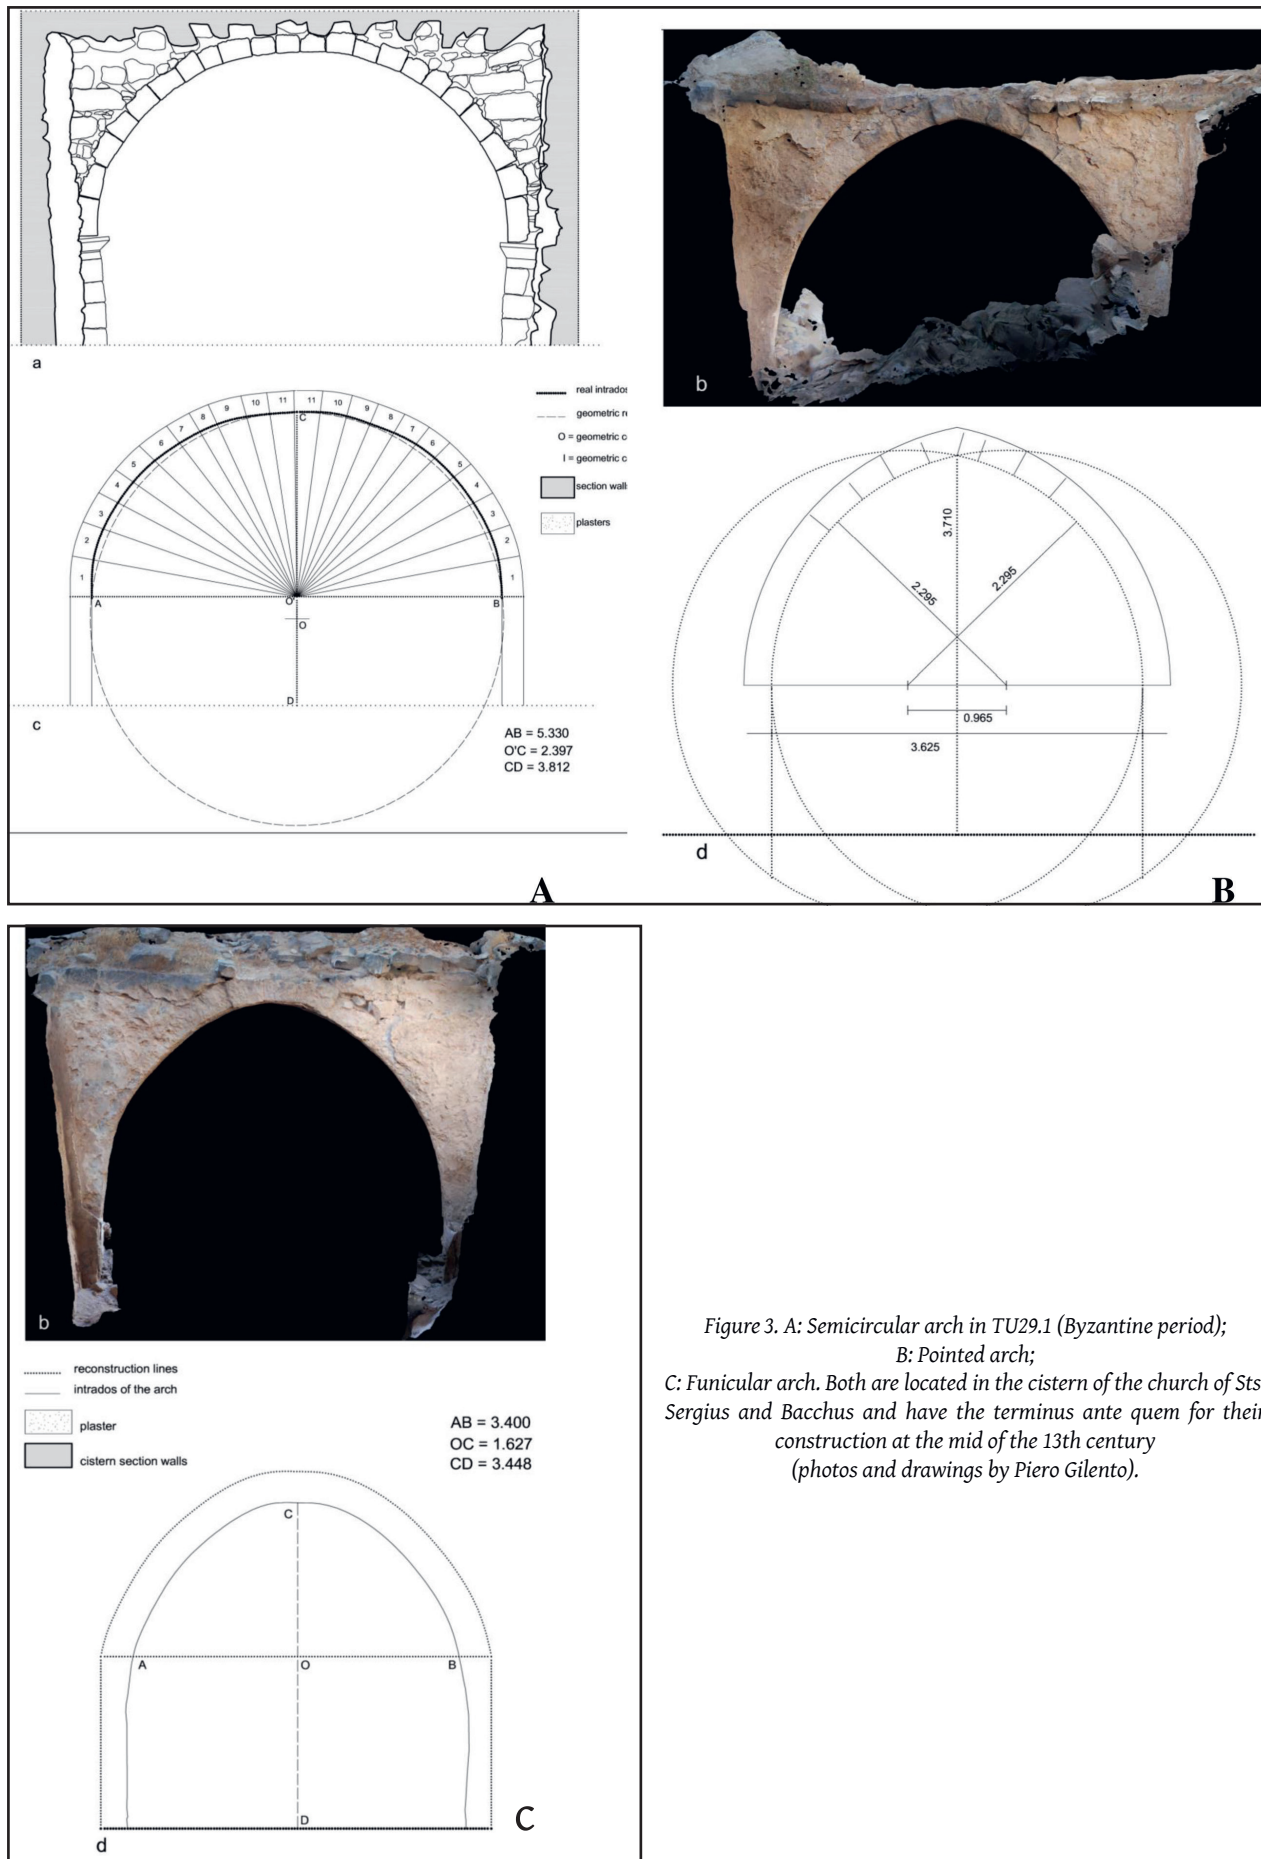 a
real intrados
geometric re
O = geometric c
I = geometric c
section walls
plasters
1
2
3
4
5
6
7
8
9
10
11
11
10
9
8
7
6
5
4
3
2
1
C
A
O'
B
O
D
c
AB = 5.330
O'C = 2.397
CD = 3.812
A
b
3.710
2.295
2.295
0.965
3.625
d
B
b
reconstruction lines
intrados of the arch
plaster
cistern section walls
AB = 3.400
OC = 1.627
CD = 3.448
C
A
O
B
D
d
C
Figure 3. A: Semicircular arch in TU29.1 (Byzantine period);
B: Pointed arch;
C: Funicular arch. Both are located in the cistern of the church of Sts.
Sergius and Bacchus and have the terminus ante quem for their
construction at the mid of the 13th century
(photos and drawings by Piero Gilento).